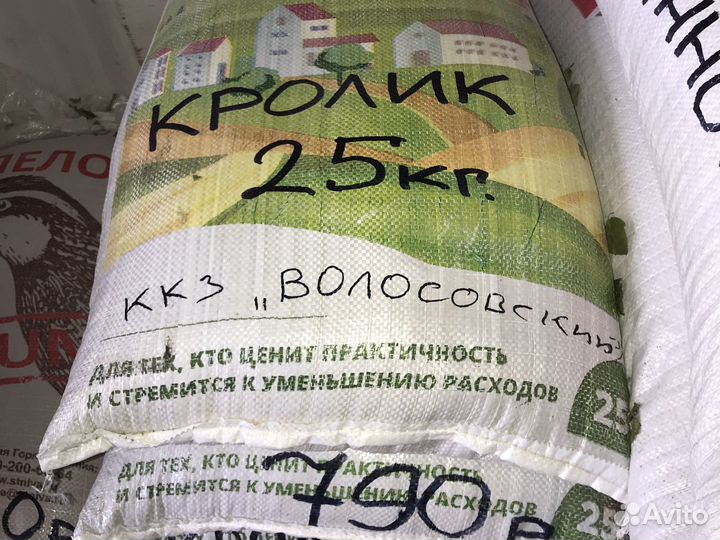 КРОЛИК
25кг.
ККЗ „ВОЛОСОВСКИЙ"
ДЛЯ ТЕХ, КТО ЦЕНИТ ПРАКТИЧНОСТЬ
И СТРЕМИТСЯ К УМЕНЬШЕНИЮ РАСХОДОВ
25
ДЛЯ ТЕХ, КТО ЦЕНИТ ПРАКТИЧНОСТЬ
И СТРЕМИТСЯ К УМЕНЬШЕНИЮ РАСХОДОВ
790р
25
Avito